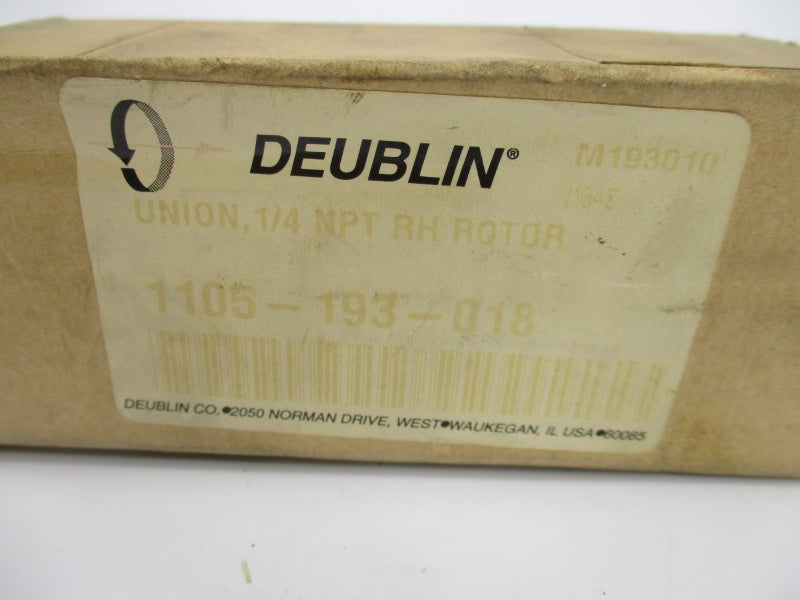 DEUBLIN® M193010
UNION, 1/4 NPT RH ROTOR
1105-193-018
DEUBLIN CO.●2050 NORMAN DRIVE, WEST●WAUKEGAN, IL USA●60085